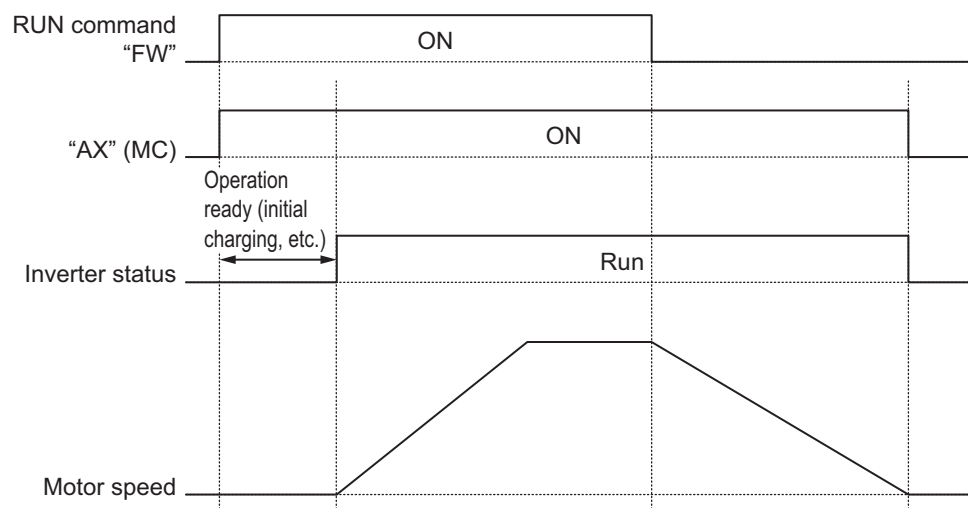 RUN command
“FW”
ON
“AX” (MC)
ON
Operation
ready (initial
charging, etc.)
Inverter status
Run
Motor speed